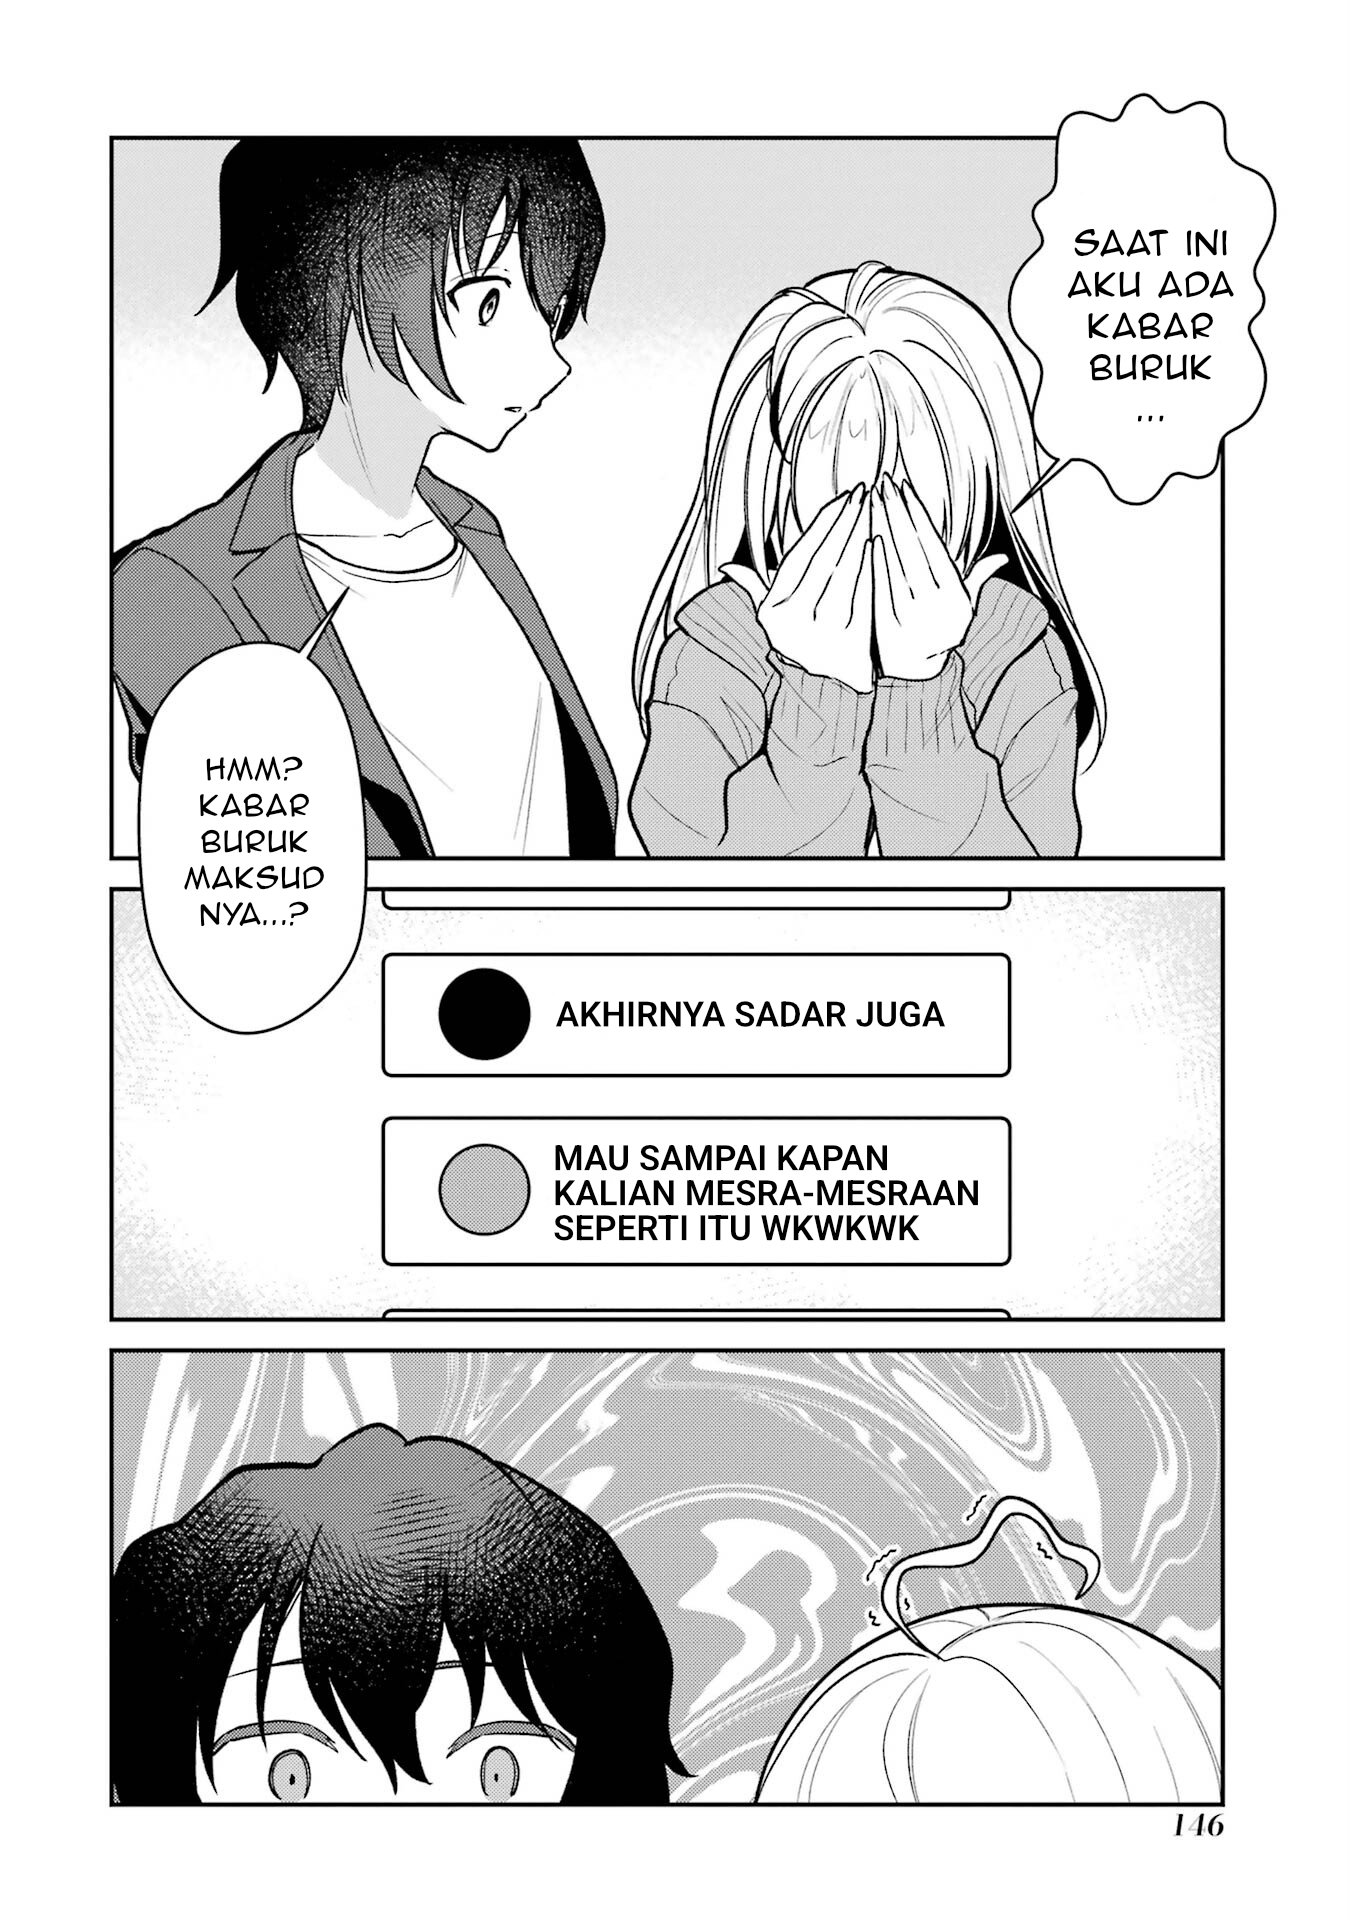 SAAT INI
AKU ADA
KABAR
BURUK
...
HMM?
KABAR
BURUK
MAKSUD
NYA...?
AKHIRNYA SADAR JUGA
MAU SAMPAI KAPAN
KALIAN MESRA-MESRAAN
SEPERTI ITU WKWKWK
146